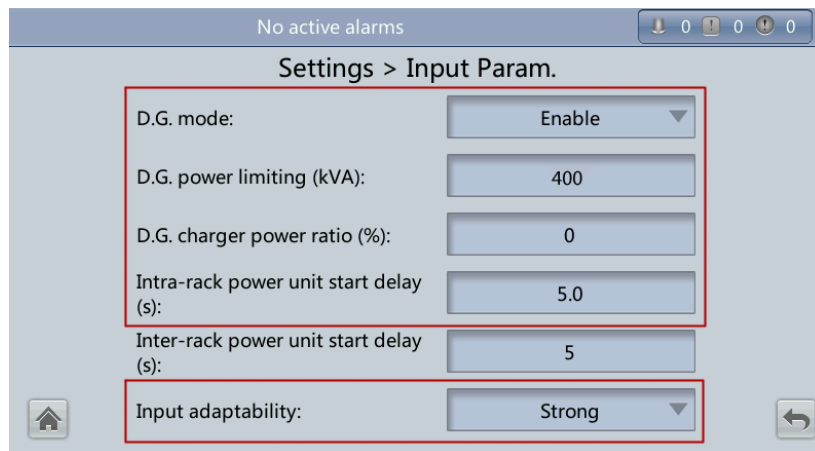 No active alarms
0 0 0
Settings > Input Param.
D.G. mode: Enable
D.G. power limiting (kVA): 400
D.G. charger power ratio (%): 0
Intra-rack power unit start delay
(s): 5.0
Inter-rack power unit start delay
(s): 5
Input adaptability: Strong